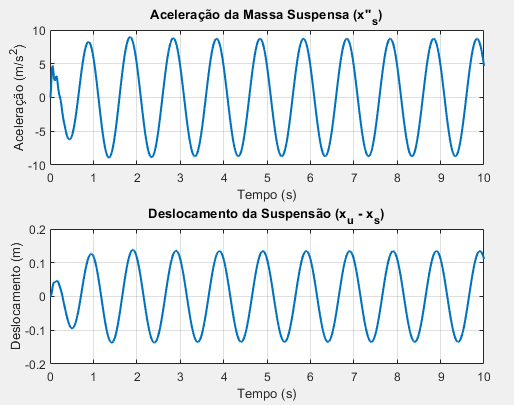 Aceleração da Massa Suspensa (x"s)
10
5
0
-5
-10
Aceleração (m/s2)
0 1 2 3 4 5 6 7 8 9 10
Tempo (s)
Deslocamento da Suspensão (xu - xs)
0.2
0.1
0
-0.1
-0.2
Deslocamento (m)
0 1 2 3 4 5 6 7 8 9 10
Tempo (s)